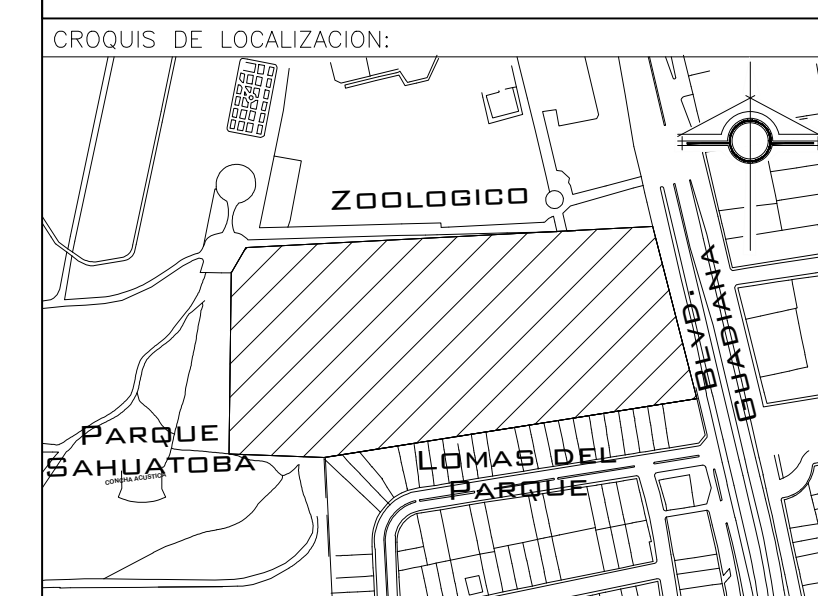 CROQUIS DE LOCALIZACION:
ZOOLOGICO
BLVD.
GUADIANA
PARQUE
SAHUATOBA
CONCHA ACUSTICA
LOMAS DEL
PARQUE